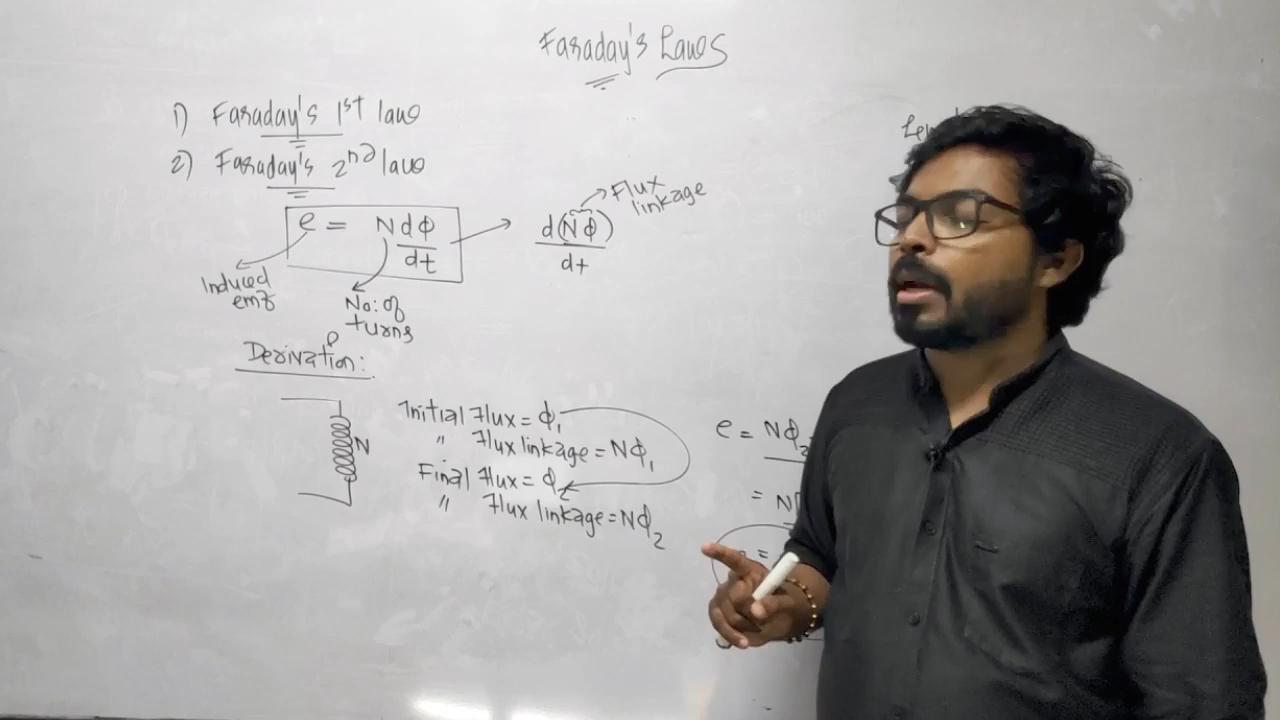 Faraday's Laws
1) Faraday's 1st law
2) Faraday's 2nd law
e = N dΦ/dt
d(NΦ)/dt
Flux
linkage
Induced
emf
No: of
turns
Derivation:
N
Initial Flux = Φ₁
" Flux linkage = NΦ₁
Final Flux = Φ₂
" Flux linkage = NΦ₂
e = NΦ₂
= N
=